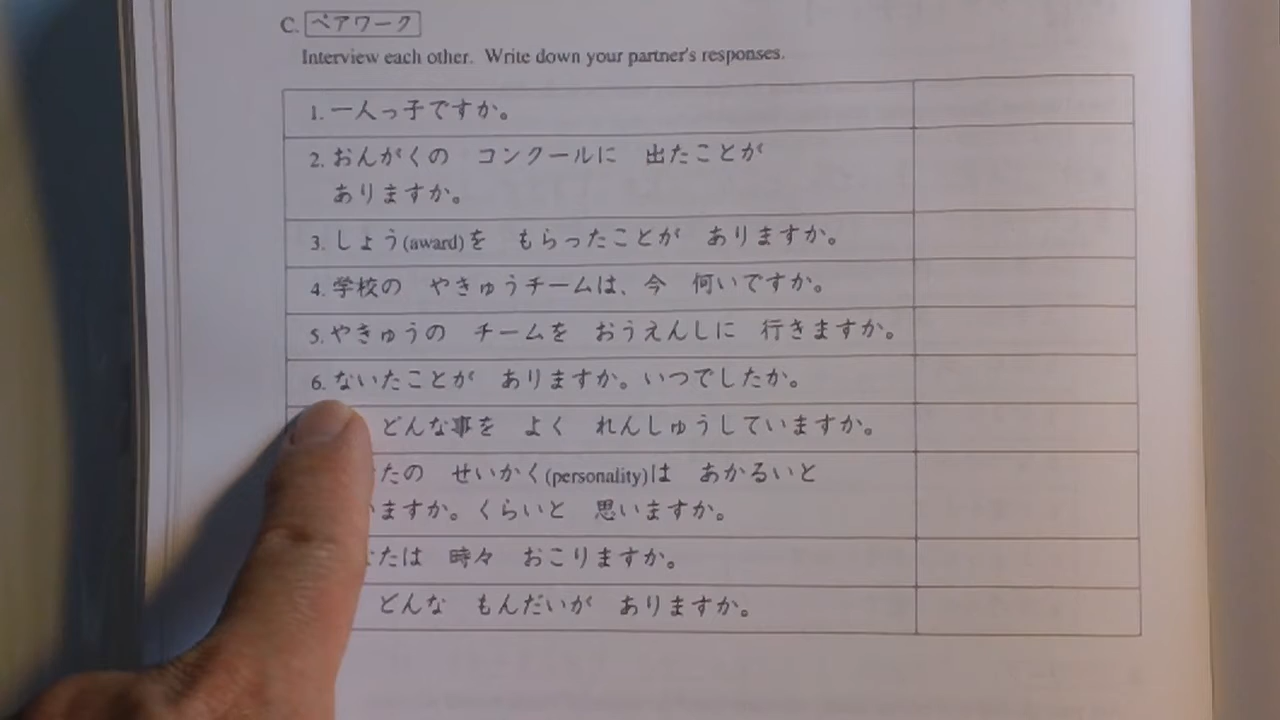 C. ペアワーク
Interview each other. Write down your partner's responses.
1. 一人っ子ですか。
2. おんがくの コンクールに 出たことが
ありますか。
3. しょう(award)を もらったことが ありますか。
4. 学校の やきゅうチームは、今 何いですか。
5. やきゅうの チームを おうえんしに 行きますか。
6. ないたことが ありますか。いつでしたか。
どんな事を よく れんしゅうしていますか。
たの せいかく(personality)は あかるいと
ますか。くらいと 思いますか。
たは 時々 おこりますか。
どんな もんだいが ありますか。